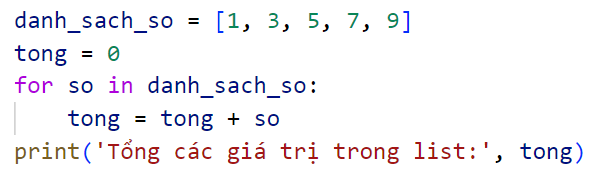 danh_sach_so = [1, 3, 5, 7, 9]
tong = 0
for so in danh_sach_so:
    tong = tong + so
print('Tổng các giá trị trong list:', tong)